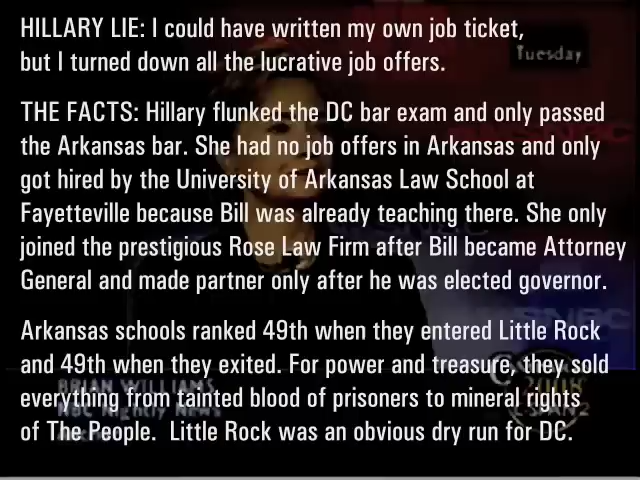 HILLARY LIE: I could have written my own job ticket,
but I turned down all the lucrative job offers.
Tuesday
THE FACTS: Hillary flunked the DC bar exam and only passed
the Arkansas bar. She had no job offers in Arkansas and only
got hired by the University of Arkansas Law School at
Fayetteville because Bill was already teaching there. She only
joined the prestigious Rose Law Firm after Bill became Attorney
General and made partner only after he was elected governor.
Arkansas schools ranked 49th when they entered Little Rock
and 49th when they exited. For power and treasure, they sold
everything from tainted blood of prisoners to mineral rights
of The People. Little Rock was an obvious dry run for DC.
BRIAN WILLIAMS
NBC Nightly News
2008
C-SPAN2